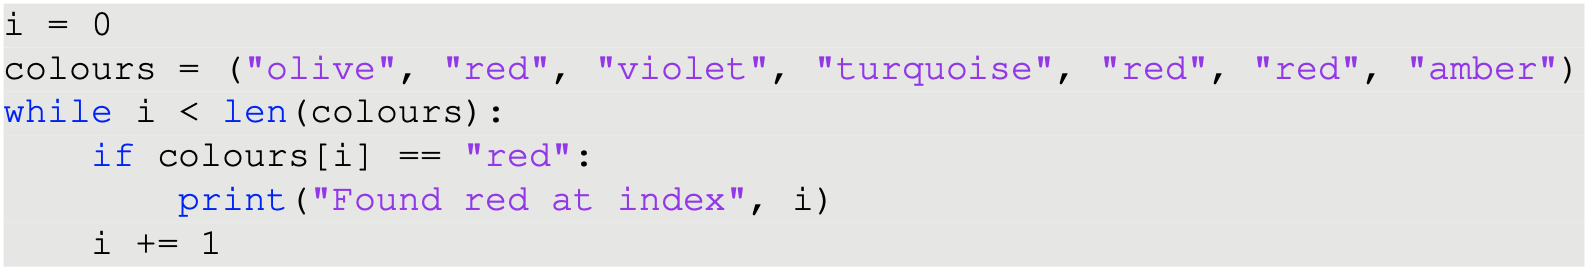 i = 0
colours = ("olive", "red", "violet", "turquoise", "red", "red", "amber")
while i < len(colours):
    if colours[i] == "red":
        print("Found red at index", i)
    i += 1